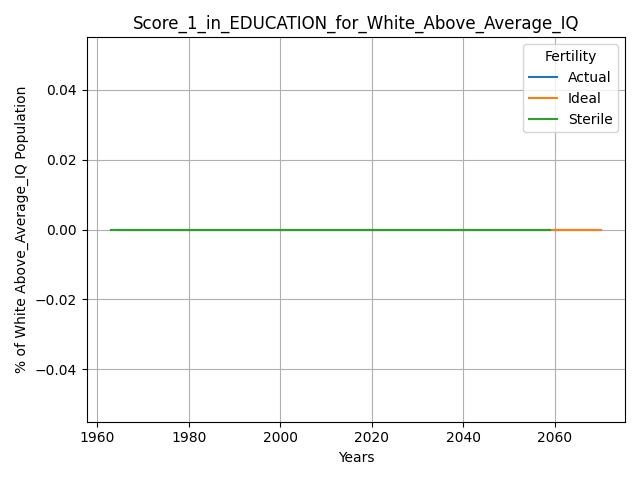 Score_1_in_EDUCATION_for_White_Above_Average_IQ
% of White Above_Average_IQ Population
0.04
0.02
0.00
−0.02
−0.04
Fertility
Actual
Ideal
Sterile
1960 1980 2000 2020 2040 2060
Years